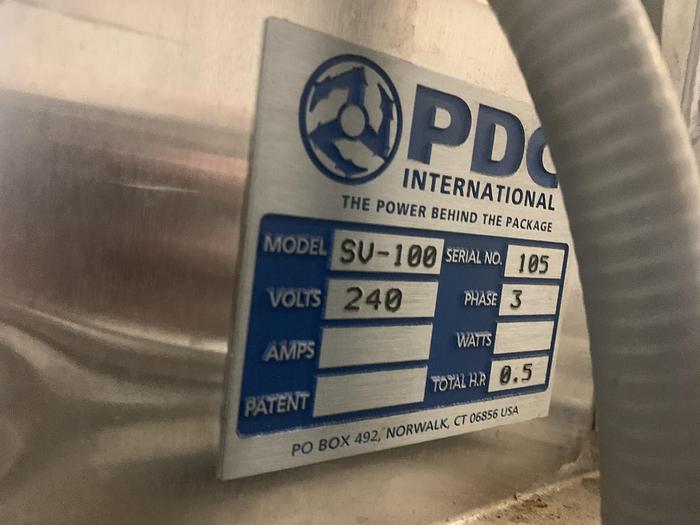 PDC
INTERNATIONAL
THE POWER BEHIND THE PACKAGE
MODEL SV-100 SERIAL NO. 105
VOLTS 240 PHASE 3
AMPS WATTS
PATENT TOTAL H.P. 0.5
PO BOX 492, NORWALK, CT 06856 USA